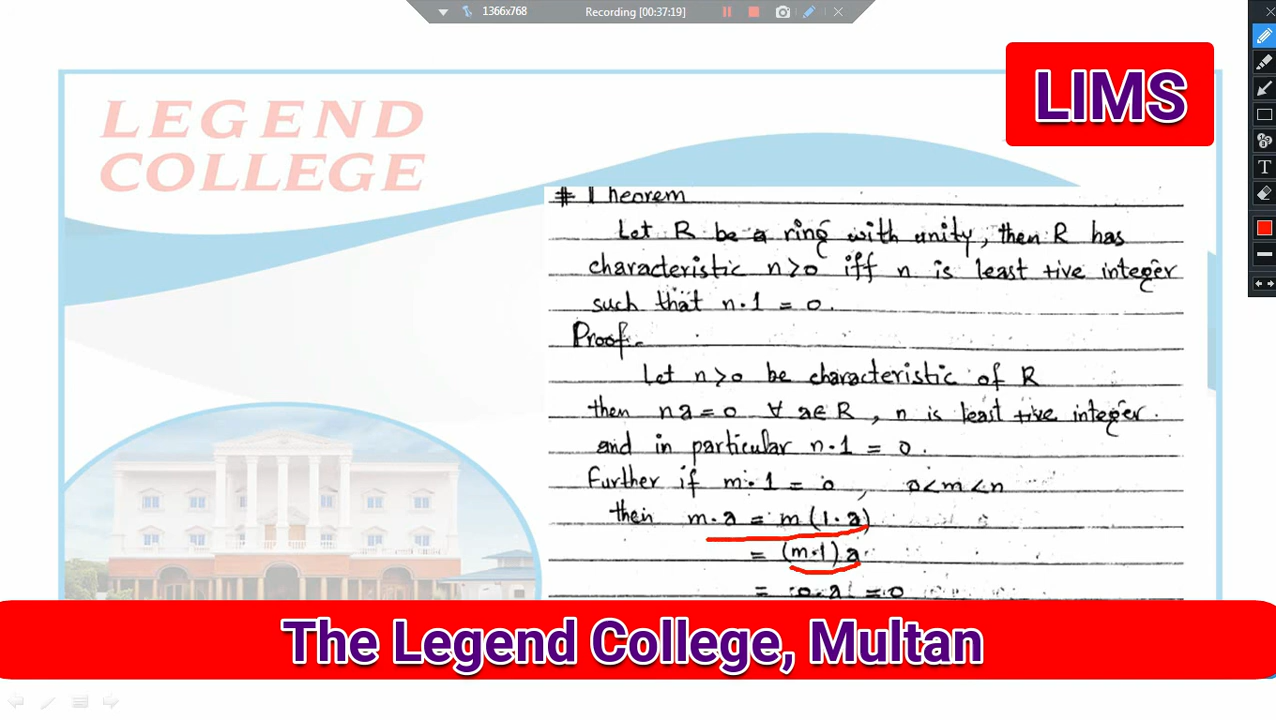 1366x768
Recording [00:37:19]
LIMS
LEGEND
COLLEGE
# Theorem
Let R be a ring with unity, then R has
characteristic n>0 iff n is least +ive integer
such that n·1 = 0.
Proof.
Let n>0 be characteristic of R
then na=0 ∀ a∈R, n is least +ive integer.
and in particular n·1 = 0.
Further if m·1 = 0, 0<m<n
then m·a = m(1·a)
= (m·1)a
= 0·a = 0
The Legend College, Multan